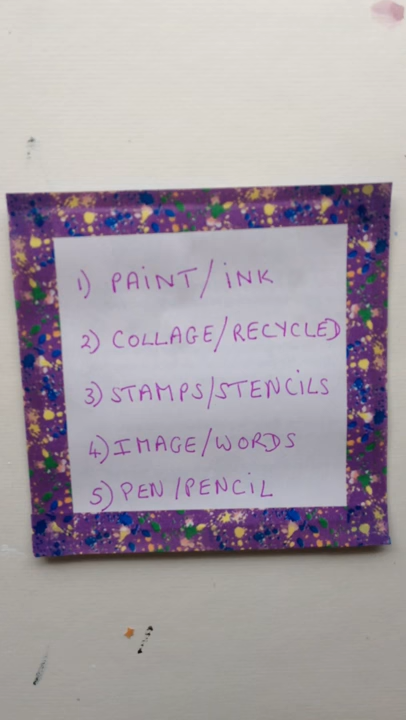 1) PAiNT/iNK
2) COLLAGE/RECYCLED
3) STAMPS/STENCiLS
4) IMAGE/WORDS
5) PEN/PENCiL